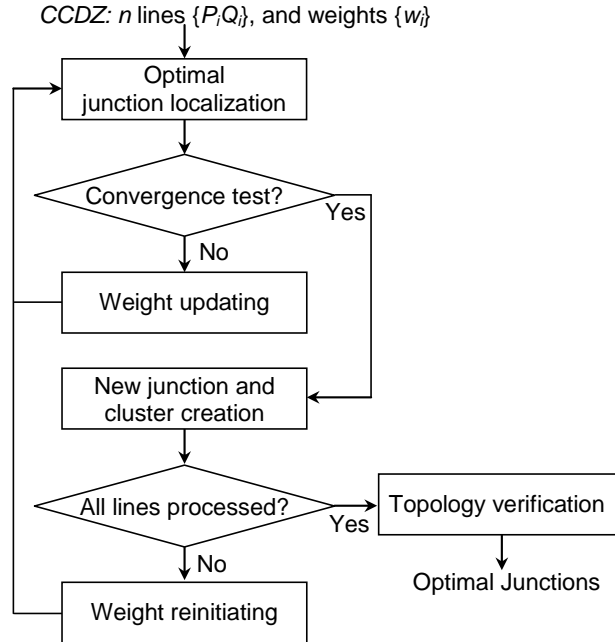 CCDZ: n lines {PᵢQᵢ}, and weights {wᵢ}
Optimal
junction localization
Convergence test?
Yes
No
Weight updating
New junction and
cluster creation
All lines processed?
Yes
Topology verification
No
Optimal Junctions
Weight reinitiating